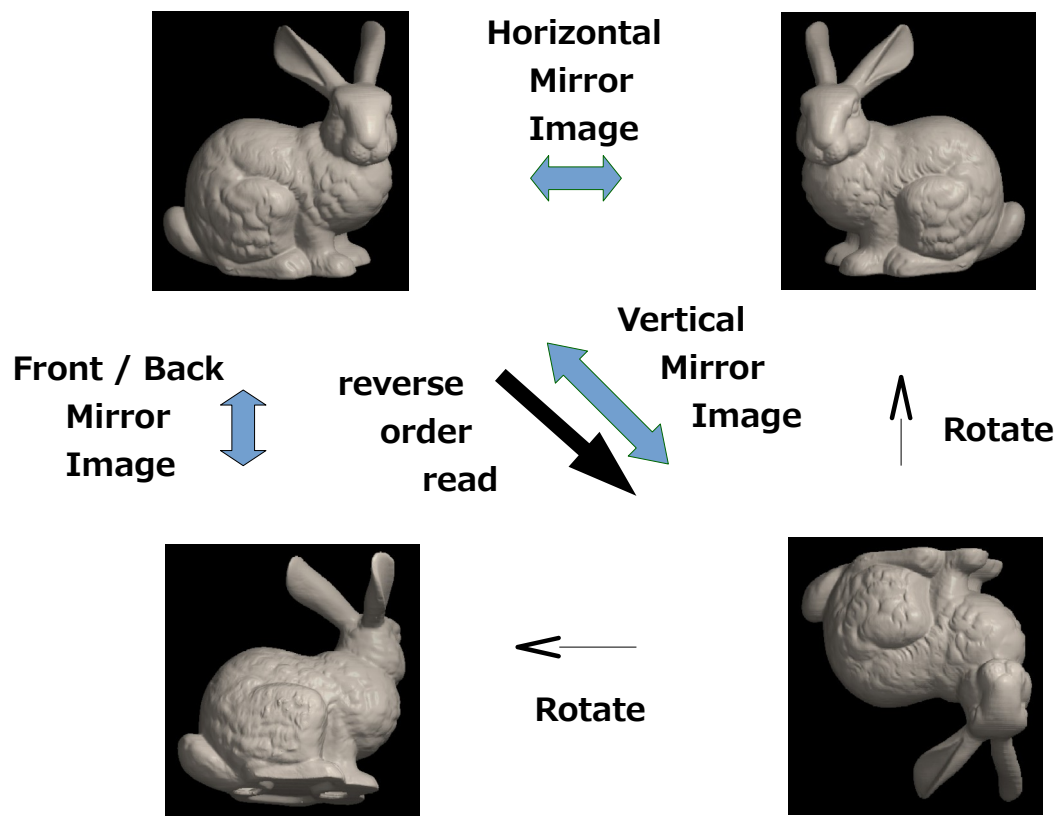 Horizontal
Mirror
Image
Vertical
Mirror
Image
Front / Back
Mirror
Image
reverse
order
read
Rotate
Rotate